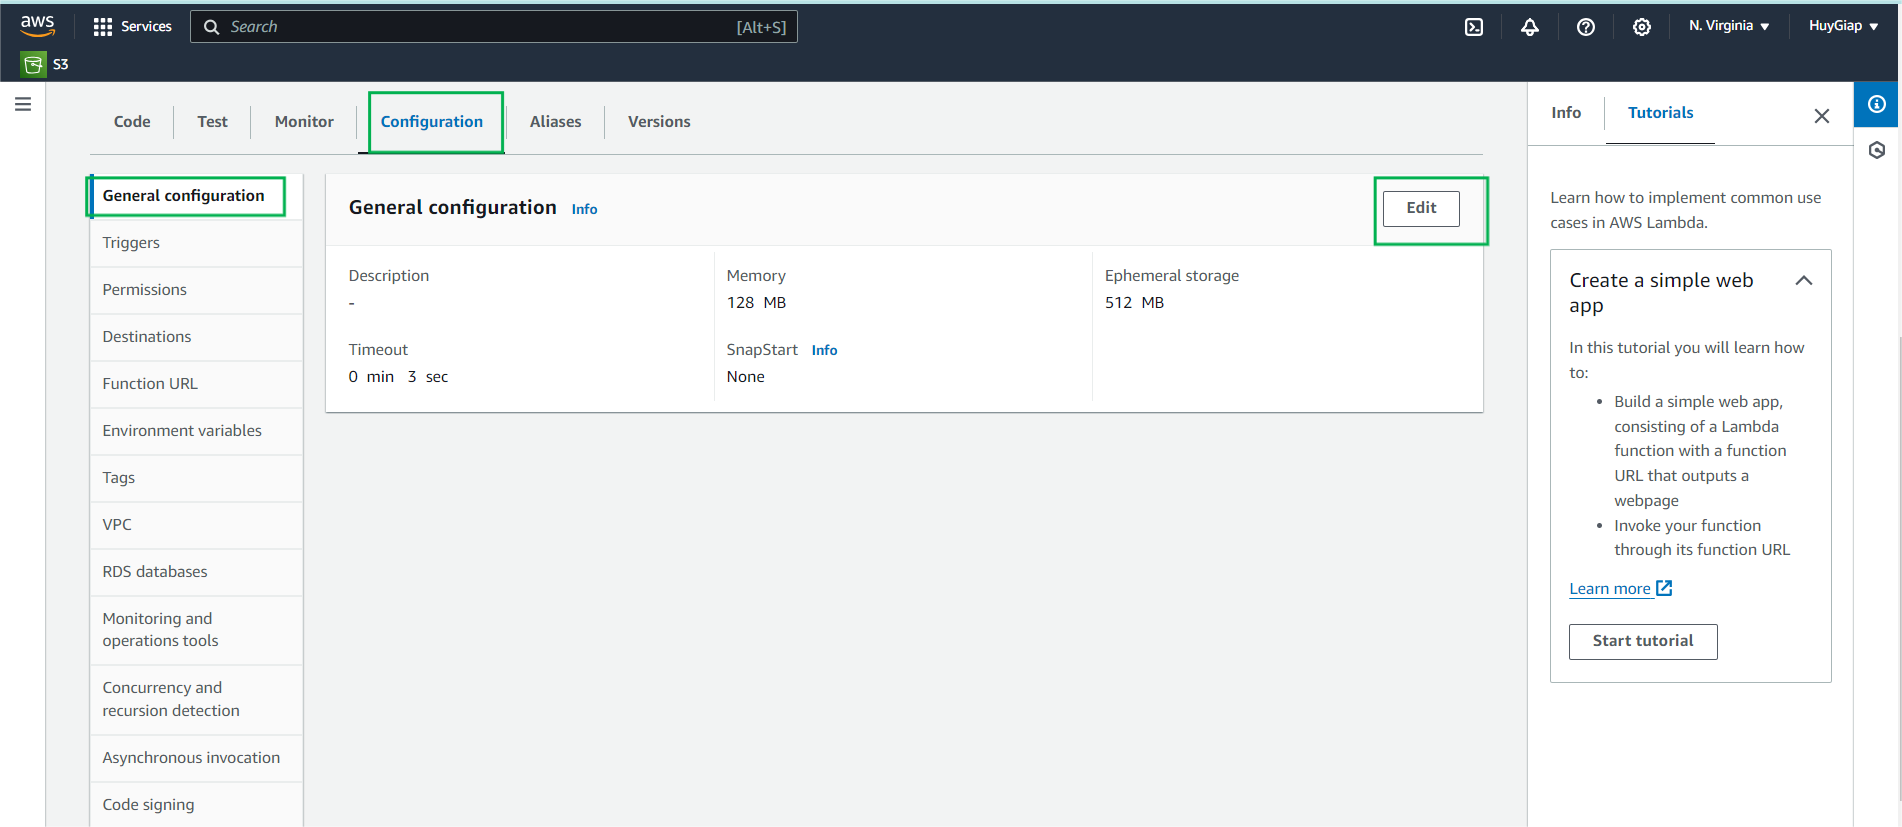 aws
Services
Search
[Alt+S]
N. Virginia
HuyGiap
S3
Code
Test
Monitor
Configuration
Aliases
Versions
General configuration
Triggers
Permissions
Destinations
Function URL
Environment variables
Tags
VPC
RDS databases
Monitoring and
operations tools
Concurrency and
recursion detection
Asynchronous invocation
Code signing
General configuration Info
Edit
Description
-
Memory
128 MB
Ephemeral storage
512 MB
Timeout
0 min 3 sec
SnapStart Info
None
Info
Tutorials
Learn how to implement common use
cases in AWS Lambda.
Create a simple web
app
In this tutorial you will learn how
to:
• Build a simple web app,
consisting of a Lambda
function with a function
URL that outputs a
webpage
• Invoke your function
through its function URL
Learn more
Start tutorial